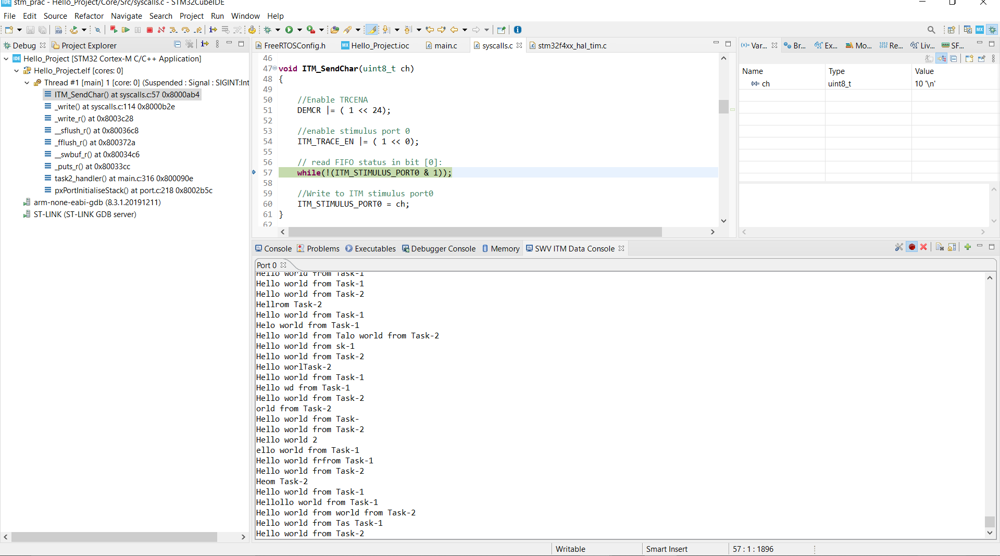 stm_prac - Hello_Project/Core/Src/syscalls.c - STM32CubeIDE
File Edit Source Refactor Navigate Search Project Run Window Help
Debug Project Explorer
Hello_Project [STM32 Cortex-M C/C++ Application]
Hello_Project.elf [cores: 0]
Thread #1 [main] 1 [core: 0] (Suspended : Signal : SIGINT:Int
ITM_SendChar() at syscalls.c:57 0x8000ab4
_write() at syscalls.c:114 0x8000b2e
_write_r() at 0x8003c28
__sflush_r() at 0x80036c8
_fflush_r() at 0x800372a
__swbuf_r() at 0x80034c6
_puts_r() at 0x80033cc
task2_handler() at main.c:316 0x800090e
pxPortInitialiseStack() at port.c:218 0x8002b5c
arm-none-eabi-gdb (8.3.1.20191211)
ST-LINK (ST-LINK GDB server)
FreeRTOSConfig.h Hello_Project.ioc main.c syscalls.c stm32f4xx_hal_tim.c
46
47 void ITM_SendChar(uint8_t ch)
48 {
49
50 //Enable TRCENA
51 DEMCR |= ( 1 << 24);
52
53 //enable stimulus port 0
54 ITM_TRACE_EN |= ( 1 << 0);
55
56 // read FIFO status in bit [0]:
57 while(!(ITM_STIMULUS_PORT0 & 1));
58
59 //Write to ITM stimulus port0
60 ITM_STIMULUS_PORT0 = ch;
61 }
62
Var... Br... Ex... Mo... Re... Liv... SF...
Name Type Value
ch uint8_t 10 '\n'
Console Problems Executables Debugger Console Memory SWV ITM Data Console
Port 0
Hello world from Task-1
Hello world from Task-1
Hello world from Task-2
Hellrom Task-2
Hello world from Task-1
Helo world from Task-1
Hello world from Talo world from Task-2
Hello world from sk-1
Hello world from Task-2
Hello worlTask-2
Hello world from Task-1
Hello wd from Task-1
Hello world from Task-2
orld from Task-2
Hello world from Task-
Hello world from Task-2
Hello world 2
ello world from Task-1
Hello world frfrom Task-1
Hello world from Task-2
Heom Task-2
Hello world from Task-1
Hellollo world from Task-1
Hello world from world from Task-2
Hello world from Tas Task-1
Hello world from Task-2
Writable Smart Insert 57 : 1 : 1896